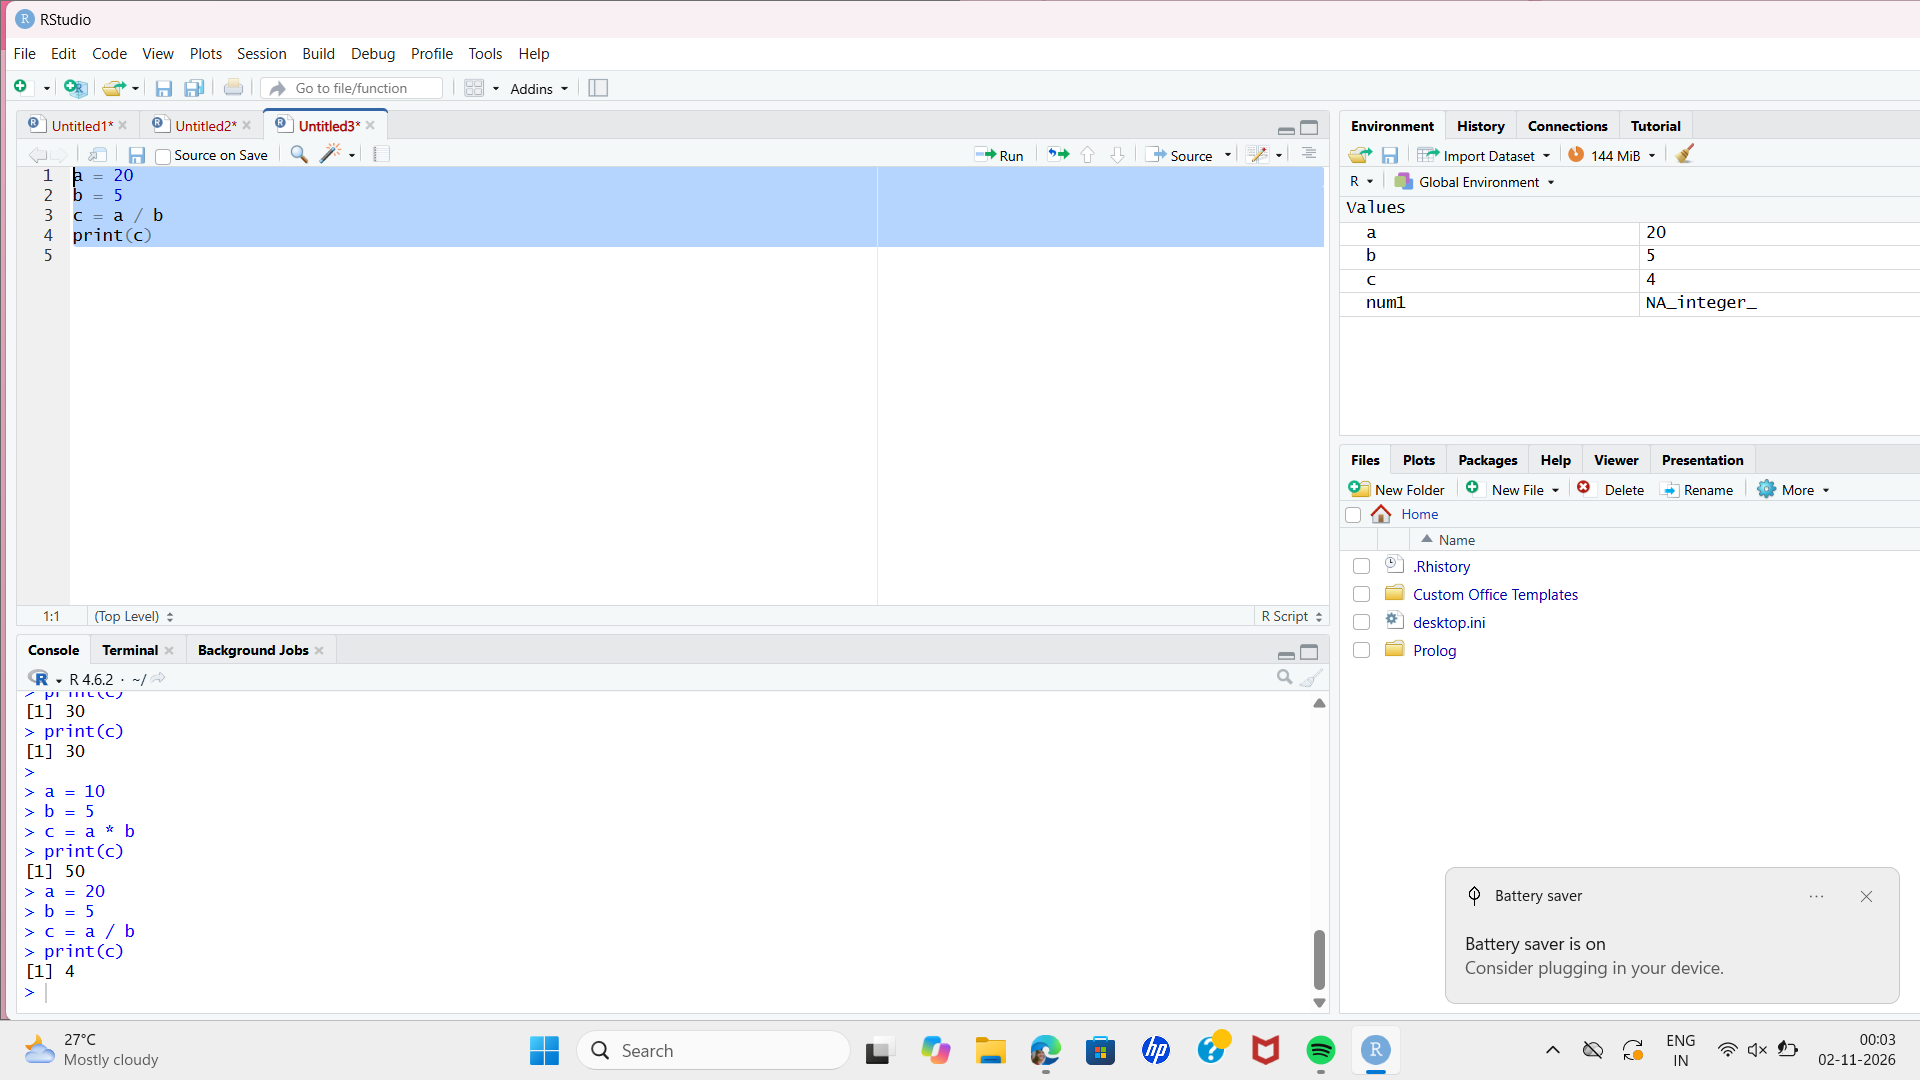 RStudio
File Edit Code View Plots Session Build Debug Profile Tools Help
Go to file/function Addins
Untitled1* Untitled2* Untitled3*
Source on Save Run Source
1 a = 20
2 b = 5
3 c = a / b
4 print(c)
5
1:1 (Top Level) R Script
Console Terminal Background Jobs
R 4.6.2 · ~/
> print(c)
[1] 30
> print(c)
[1] 30
>
> a = 10
> b = 5
> c = a * b
> print(c)
[1] 50
> a = 20
> b = 5
> c = a / b
> print(c)
[1] 4
>
Environment History Connections Tutorial
Import Dataset 144 MiB
R Global Environment
Values
a 20
b 5
c 4
num1 NA_integer_
Files Plots Packages Help Viewer Presentation
New Folder New File Delete Rename More
Home
Name
.Rhistory
Custom Office Templates
desktop.ini
Prolog
Battery saver
Battery saver is on
Consider plugging in your device.
27°C
Mostly cloudy
Search
hp
ENG
IN
00:03
02-11-2026